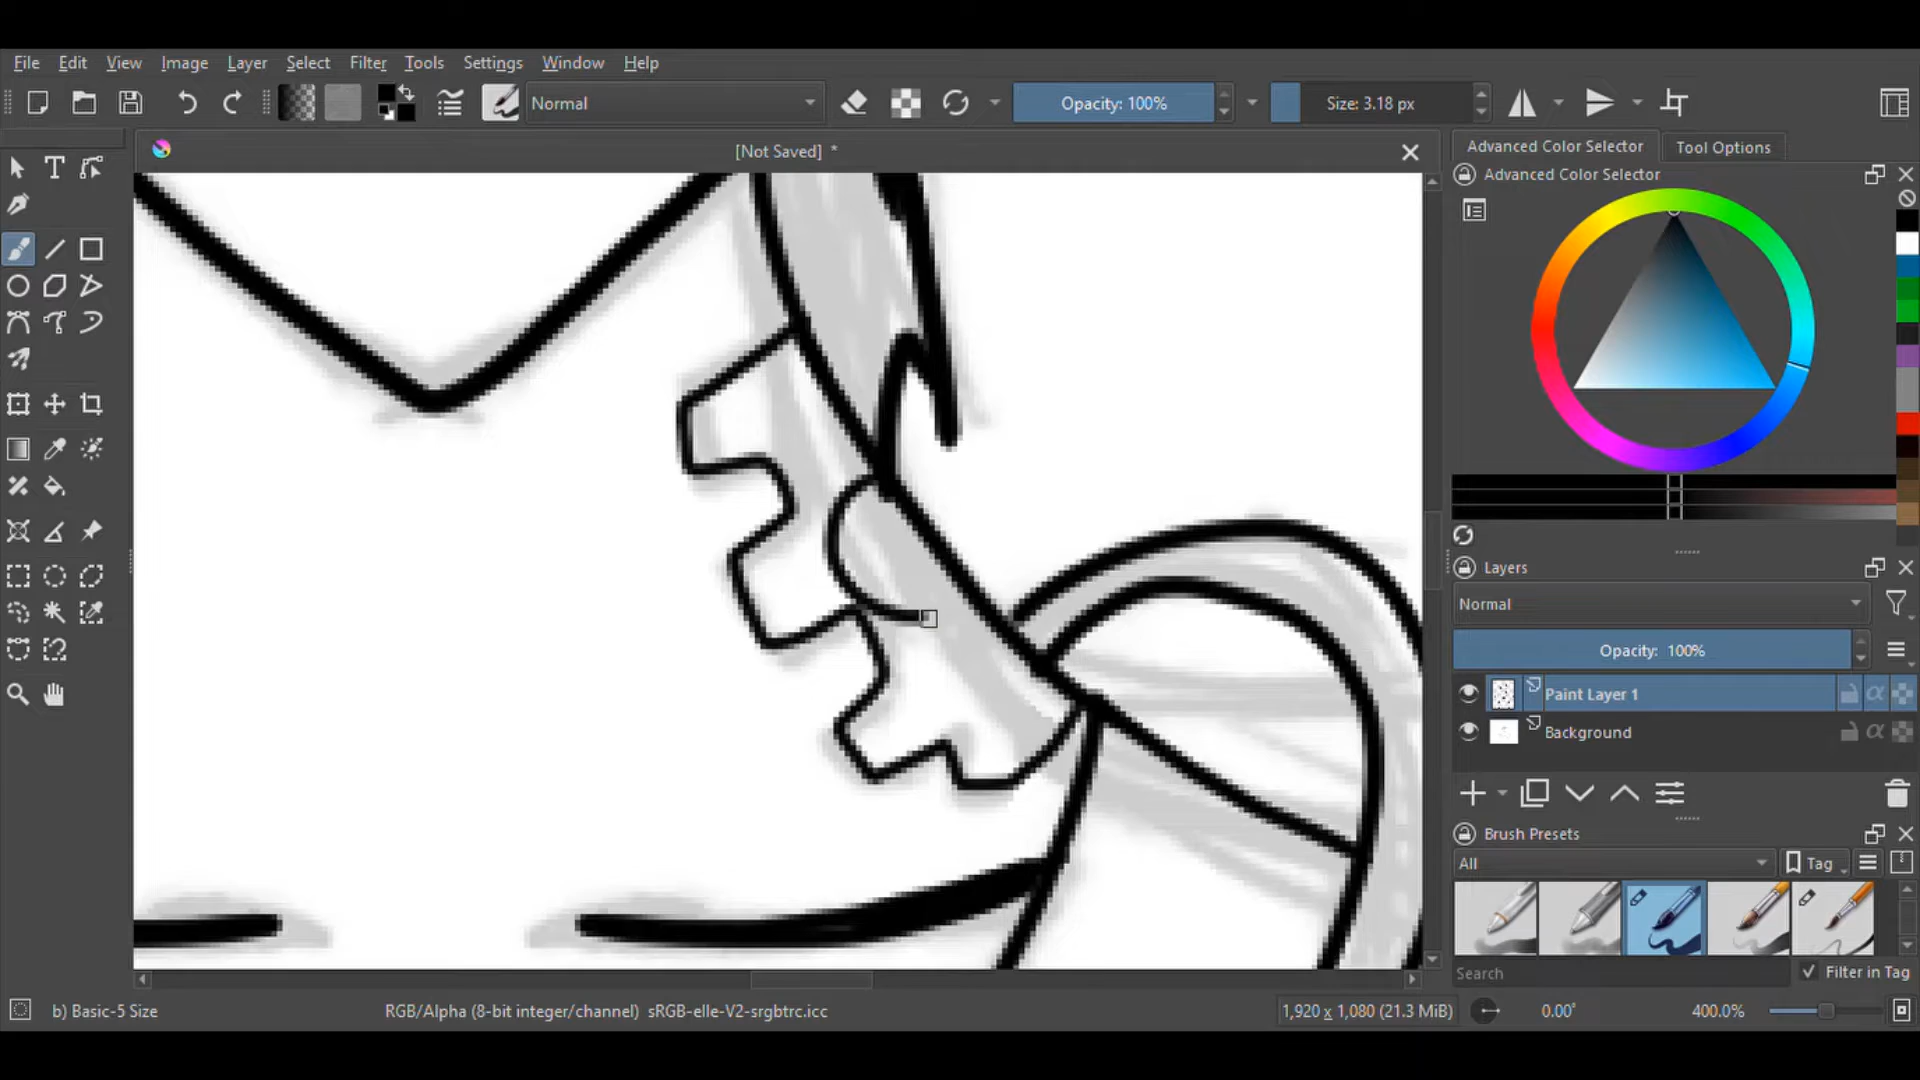 File Edit View Image Layer Select Filter Tools Settings Window Help
Normal
Opacity: 100%
Size: 3.18 px
[Not Saved] *
Advanced Color Selector
Tool Options
Advanced Color Selector
Layers
Normal
Opacity: 100%
Paint Layer 1
Background
Brush Presets
All
Tag
Search
Filter in Tag
b) Basic-5 Size
RGB/Alpha (8-bit integer/channel) sRGB-elle-V2-srgbtrc.icc
1,920 x 1,080 (21.3 MiB)
0.00°
400.0%